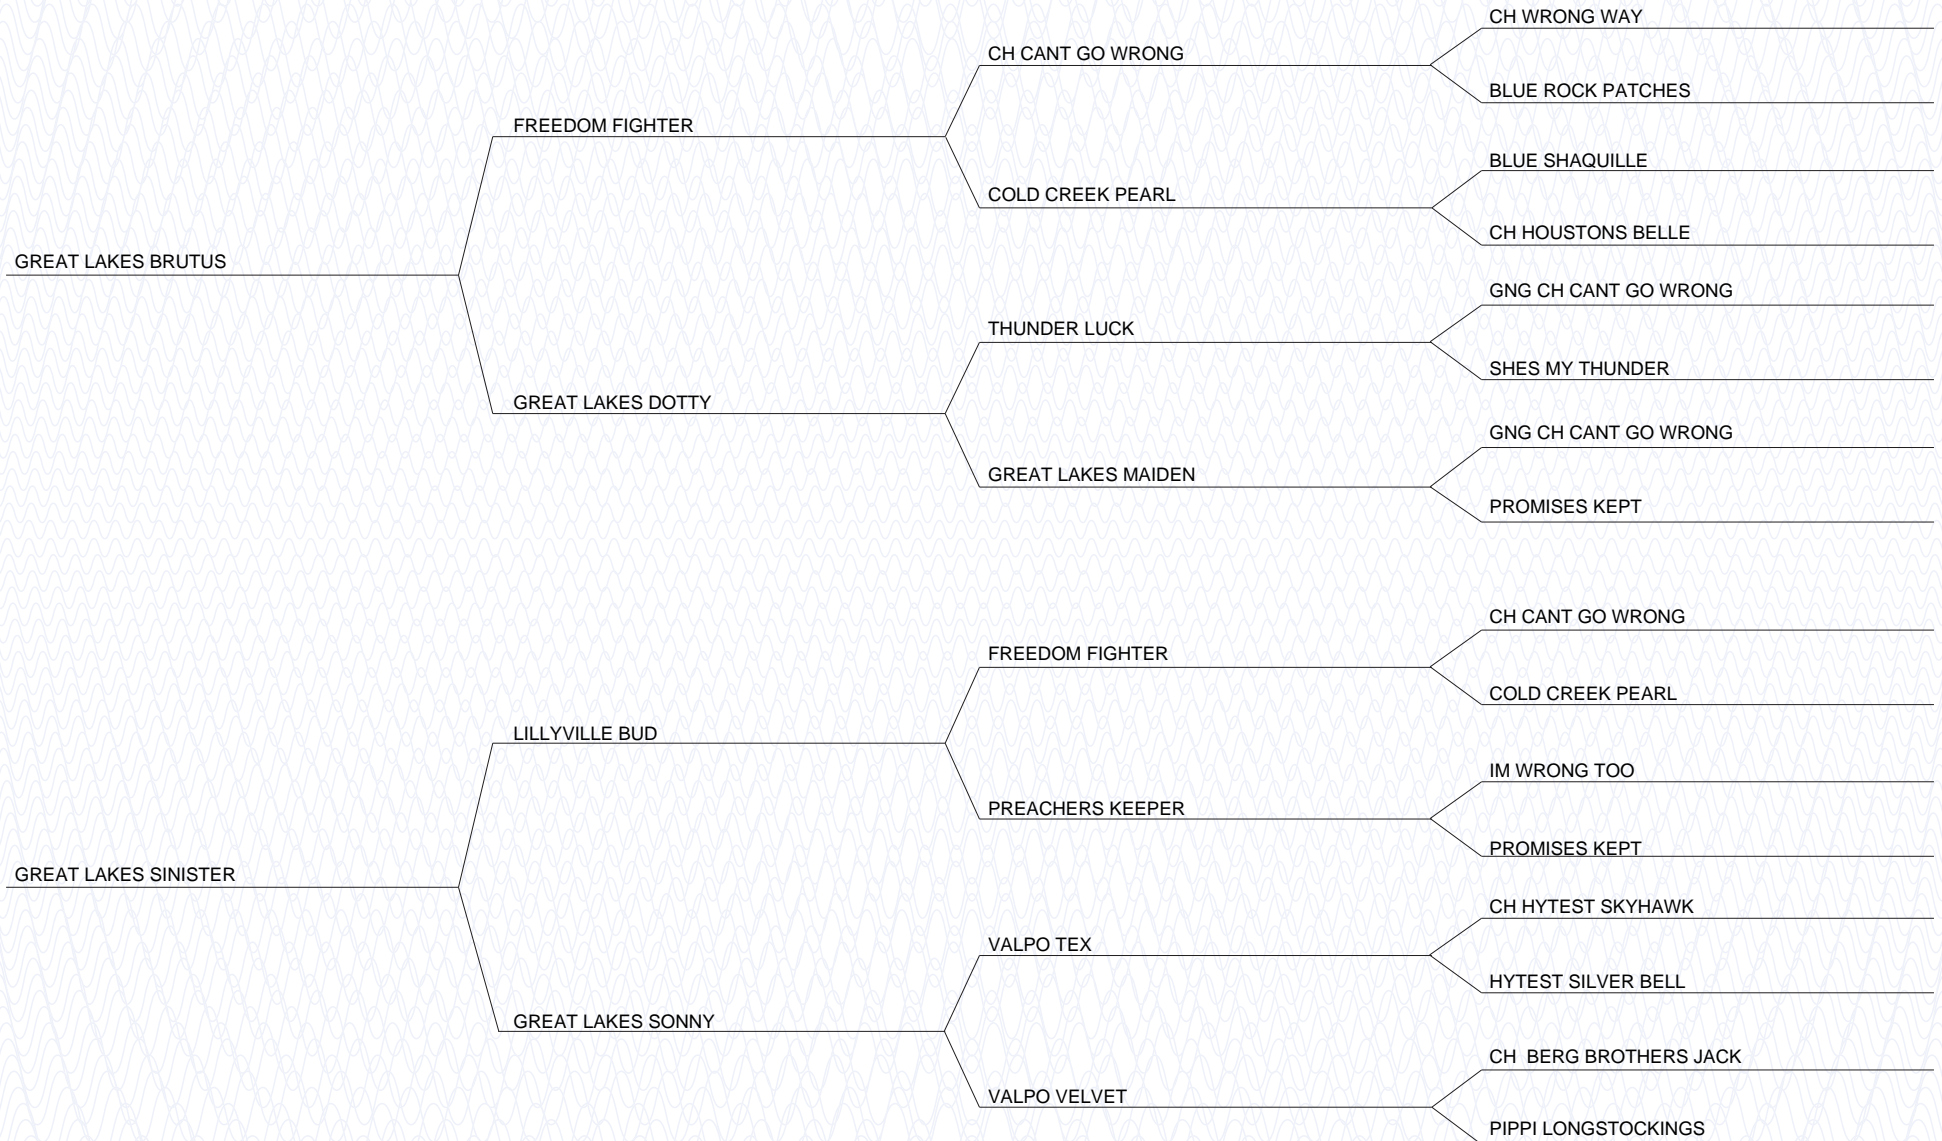 CH WRONG WAY
CH CANT GO WRONG
BLUE ROCK PATCHES
FREEDOM FIGHTER
BLUE SHAQUILLE
COLD CREEK PEARL
CH HOUSTONS BELLE
GREAT LAKES BRUTUS
GNG CH CANT GO WRONG
THUNDER LUCK
SHES MY THUNDER
GREAT LAKES DOTTY
GNG CH CANT GO WRONG
GREAT LAKES MAIDEN
PROMISES KEPT
CH CANT GO WRONG
FREEDOM FIGHTER
COLD CREEK PEARL
LILLYVILLE BUD
IM WRONG TOO
PREACHERS KEEPER
PROMISES KEPT
GREAT LAKES SINISTER
CH HYTEST SKYHAWK
VALPO TEX
HYTEST SILVER BELL
GREAT LAKES SONNY
CH  BERG BROTHERS JACK
VALPO VELVET
PIPPI LONGSTOCKINGS